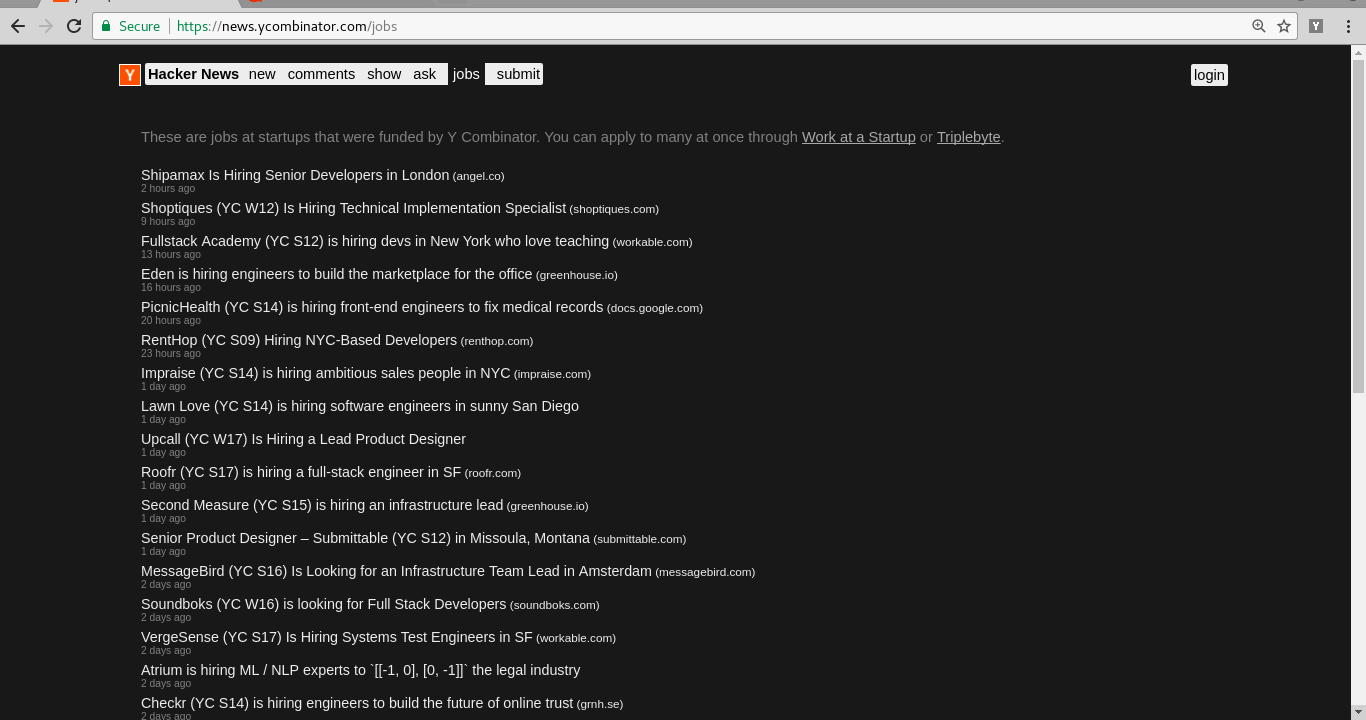 Secure https://news.ycombinator.com/jobs Y
Y Hacker News new comments show ask jobs submit login
These are jobs at startups that were funded by Y Combinator. You can apply to many at once through Work at a Startup or Triplebyte.
Shipamax Is Hiring Senior Developers in London (angel.co)
2 hours ago
Shoptiques (YC W12) Is Hiring Technical Implementation Specialist (shoptiques.com)
9 hours ago
Fullstack Academy (YC S12) is hiring devs in New York who love teaching (workable.com)
13 hours ago
Eden is hiring engineers to build the marketplace for the office (greenhouse.io)
16 hours ago
PicnicHealth (YC S14) is hiring front-end engineers to fix medical records (docs.google.com)
20 hours ago
RentHop (YC S09) Hiring NYC-Based Developers (renthop.com)
23 hours ago
Impraise (YC S14) is hiring ambitious sales people in NYC (impraise.com)
1 day ago
Lawn Love (YC S14) is hiring software engineers in sunny San Diego
1 day ago
Upcall (YC W17) Is Hiring a Lead Product Designer
1 day ago
Roofr (YC S17) is hiring a full-stack engineer in SF (roofr.com)
1 day ago
Second Measure (YC S15) is hiring an infrastructure lead (greenhouse.io)
1 day ago
Senior Product Designer – Submittable (YC S12) in Missoula, Montana (submittable.com)
1 day ago
MessageBird (YC S16) Is Looking for an Infrastructure Team Lead in Amsterdam (messagebird.com)
2 days ago
Soundboks (YC W16) is looking for Full Stack Developers (soundboks.com)
2 days ago
VergeSense (YC S17) Is Hiring Systems Test Engineers in SF (workable.com)
2 days ago
Atrium is hiring ML / NLP experts to `[[-1, 0], [0, -1]]` the legal industry
2 days ago
Checkr (YC S14) is hiring engineers to build the future of online trust (grnh.se)
2 days ago